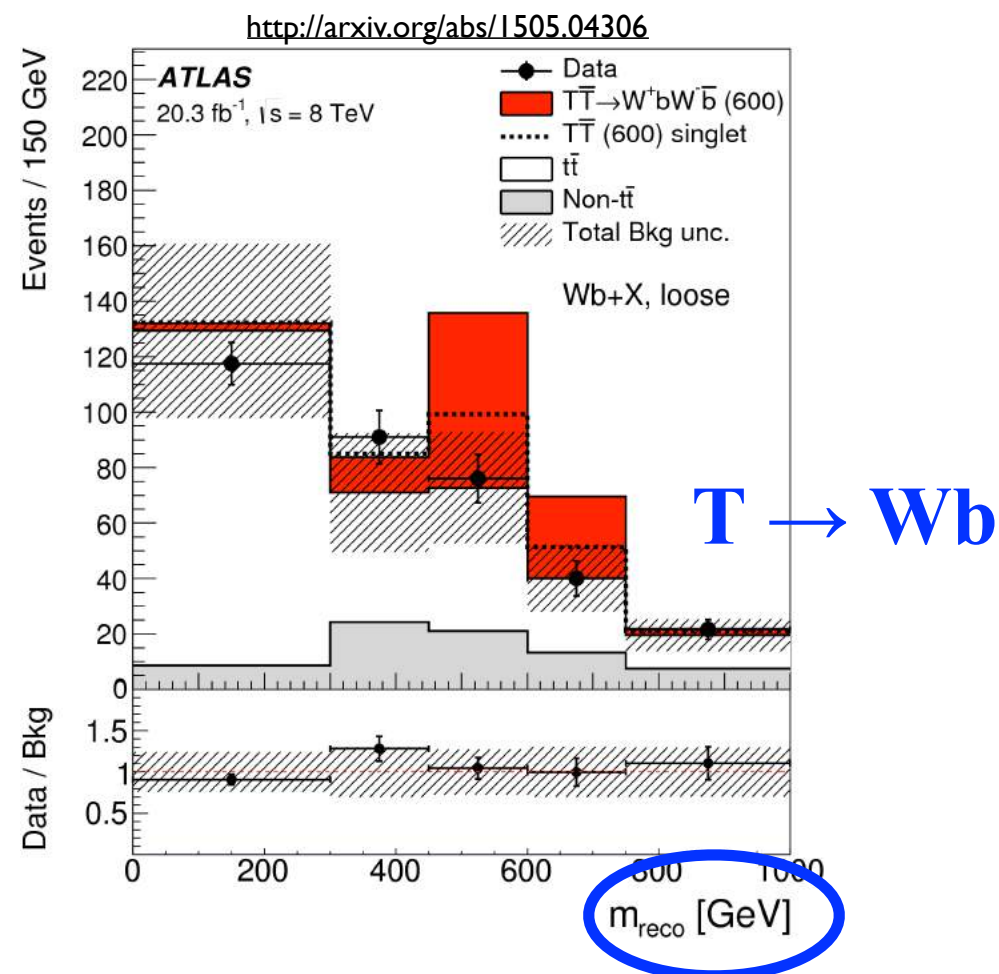 http://arxiv.org/abs/1505.04306
ATLAS
20.3 fb⁻¹, √s = 8 TeV
Data
TT̅→W⁺bW⁻b̅ (600)
TT̅ (600) singlet
tt̅
Non-tt̅
Total Bkg unc.
Wb+X, loose
Events / 150 GeV
220
200
180
160
140
120
100
80
60
40
20
0
T → Wb
Data / Bkg
1.5
1
0.5
0 200 400 600 800 1000
m_reco [GeV]